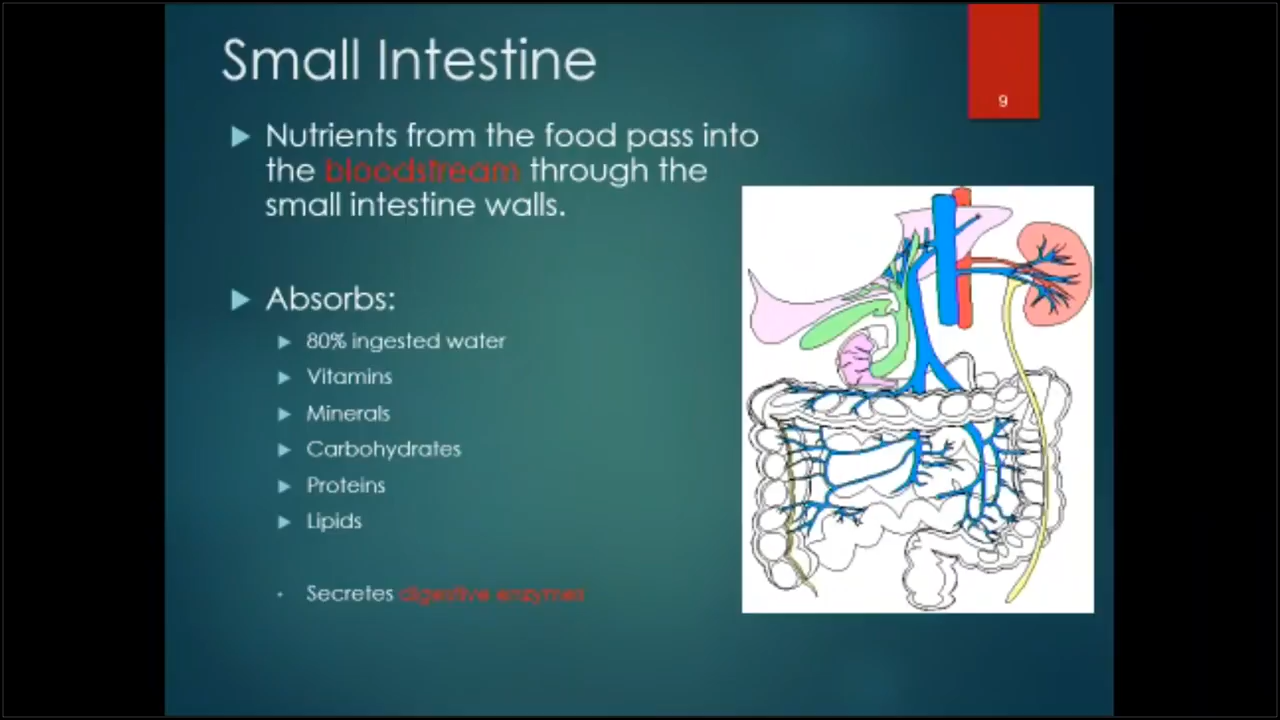 Small Intestine
9
Nutrients from the food pass into
the bloodstream through the
small intestine walls.
Absorbs:
80% ingested water
Vitamins
Minerals
Carbohydrates
Proteins
Lipids
Secretes digestive enzymes